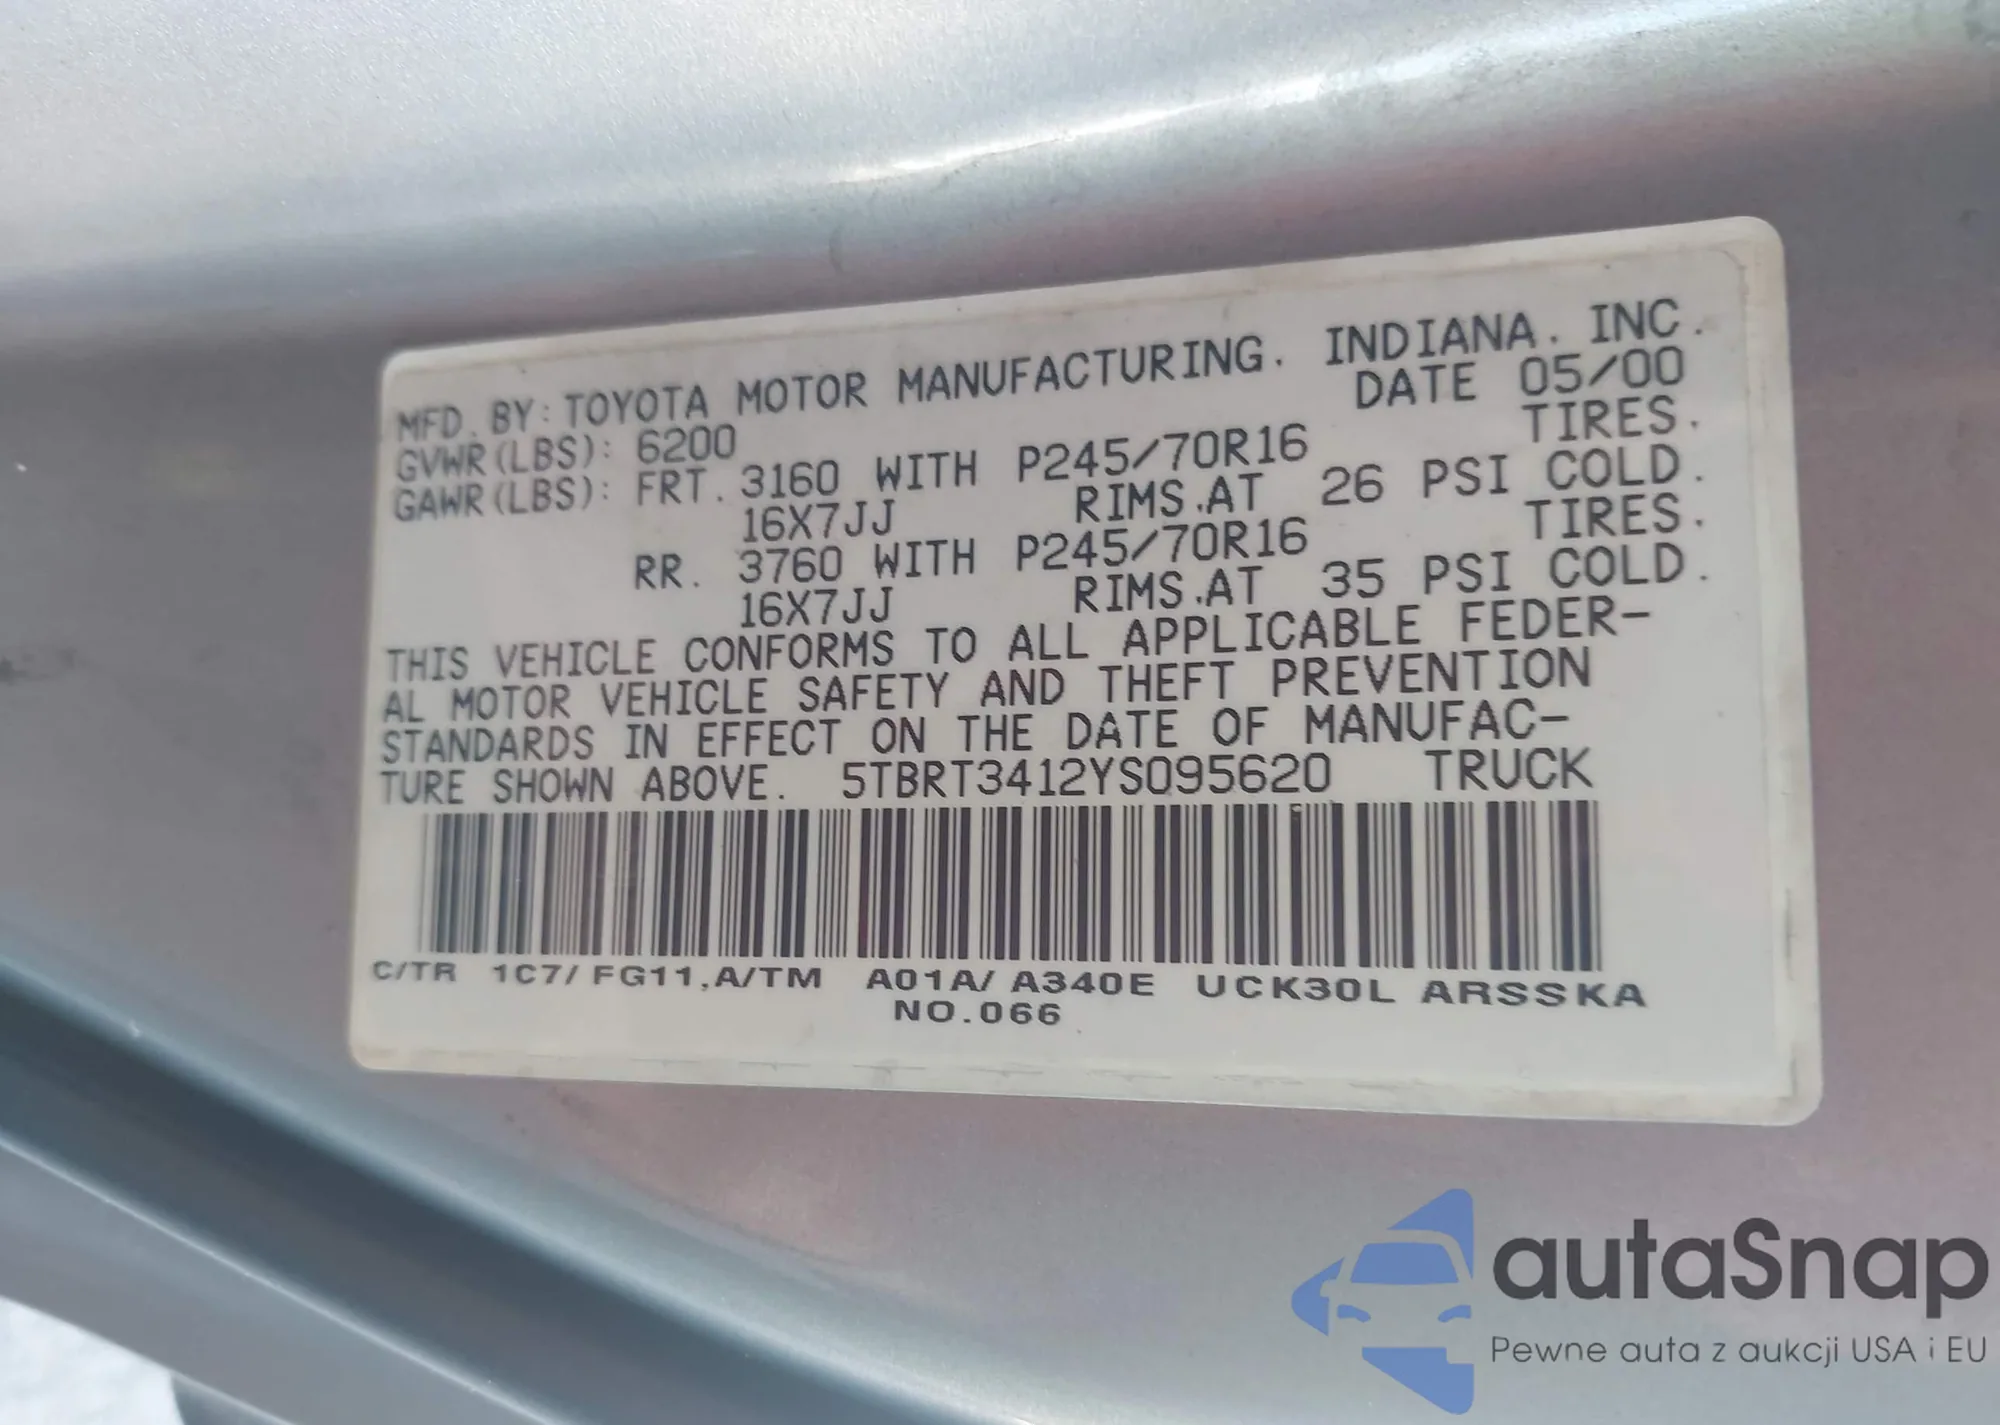 MFD. BY: TOYOTA MOTOR MANUFACTURING. INDIANA. INC.
GVWR(LBS): 6200 DATE 05/00
GAWR(LBS): FRT. 3160 WITH P245/70R16 TIRES.
16X7JJ RIMS.AT 26 PSI COLD.
RR. 3760 WITH P245/70R16 TIRES.
16X7JJ RIMS.AT 35 PSI COLD.
THIS VEHICLE CONFORMS TO ALL APPLICABLE FEDER-
AL MOTOR VEHICLE SAFETY AND THEFT PREVENTION
STANDARDS IN EFFECT ON THE DATE OF MANUFAC-
TURE SHOWN ABOVE. 5TBRT3412YS095620 TRUCK
C/TR 1C7/FG11,A/TM A01A/A340E UCK30L ARSSKA
NO.066
autaSnap
Pewne auta z aukcji USA i EU